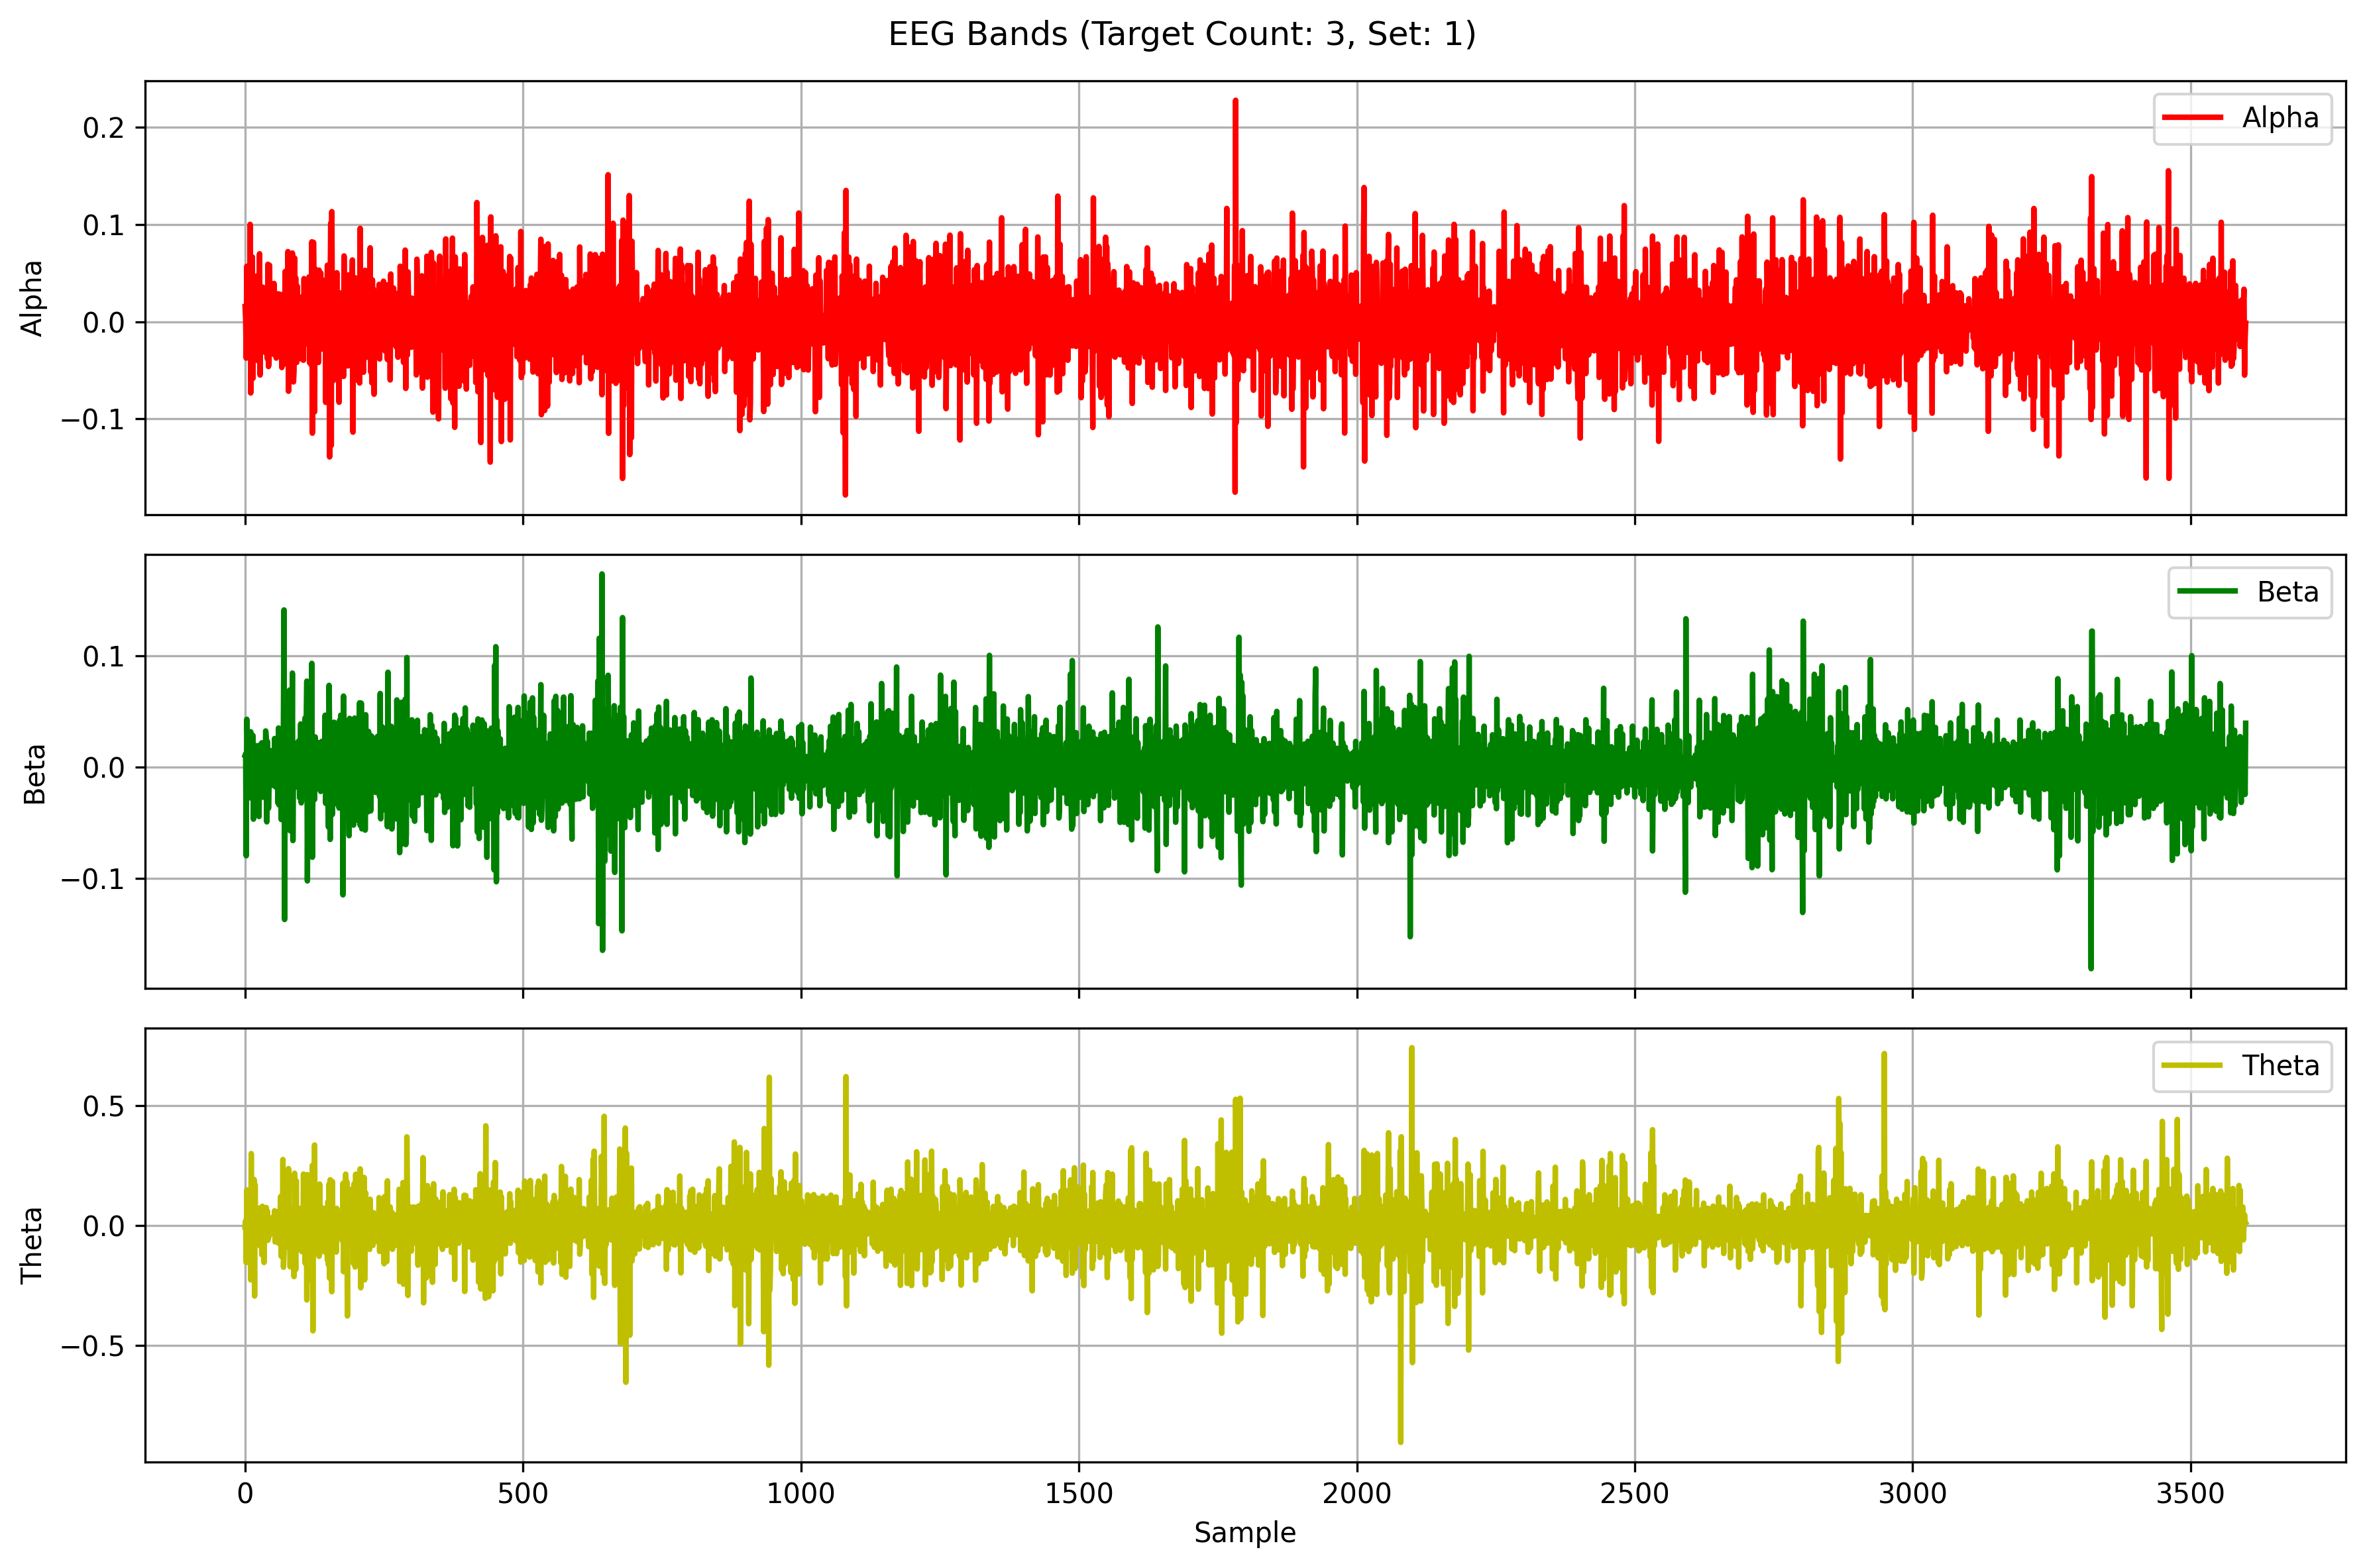 EEG Bands (Target Count: 3, Set: 1)
Alpha
0.2
0.1
0.0
−0.1
Alpha
Beta
0.1
0.0
−0.1
Beta
Theta
0.5
0.0
−0.5
Theta
0 500 1000 1500 2000 2500 3000 3500
Sample